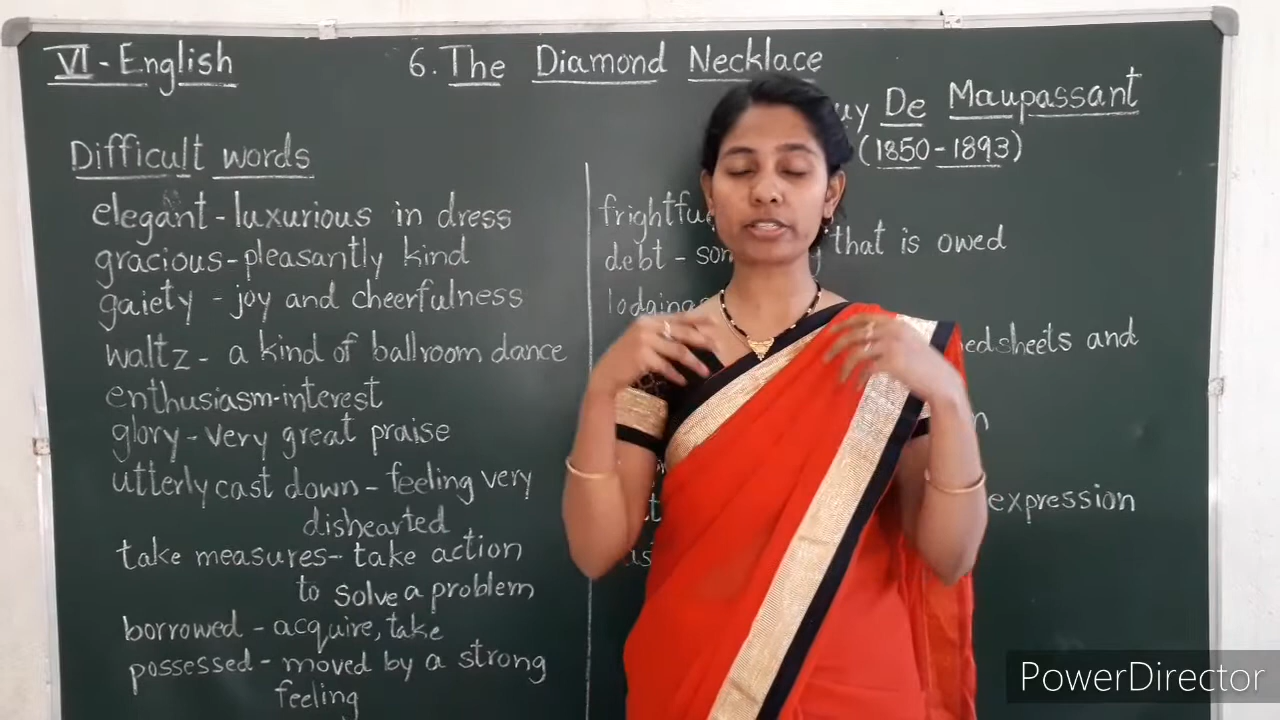 VI - English
6. The Diamond Necklace
De Maupassant
(1850-1893)
Difficult words
elegant - luxurious in dress
gracious - pleasantly kind
gaiety - joy and cheerfulness
waltz - a kind of ballroom dance
enthusiasm - interest
glory - very great praise
utterly cast down - feeling very
dishearted
take measures - take action
to solve a problem
borrowed - acquire, take
possessed - moved by a strong
feeling
debt - that is owed
and
expression
PowerDirector